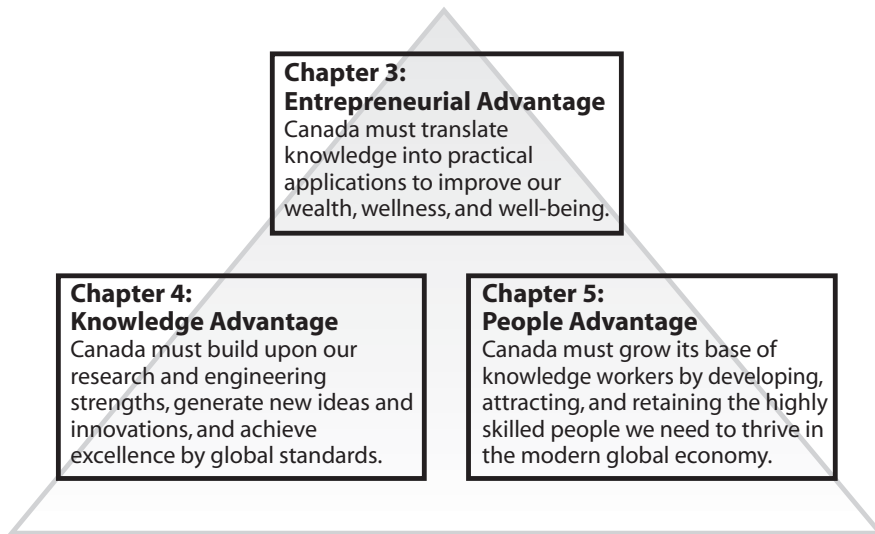 Chapter 3:
Entrepreneurial Advantage
Canada must translate
knowledge into practical
applications to improve our
wealth, wellness, and well-being.
Chapter 4:
Knowledge Advantage
Canada must build upon our
research and engineering
strengths, generate new ideas and
innovations, and achieve
excellence by global standards.
Chapter 5:
People Advantage
Canada must grow its base of
knowledge workers by developing,
attracting, and retaining the highly
skilled people we need to thrive in
the modern global economy.